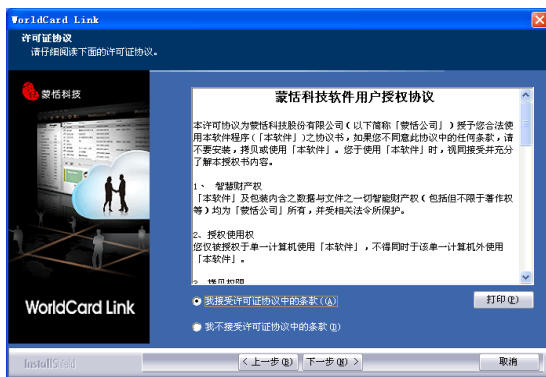 WorldCard Link
许可证协议
请仔细阅读下面的许可证协议。
蒙恬科技
WorldCard Link
蒙恬科技软件用户授权协议
本许可协议为蒙恬科技股份有限公司(以下简称「蒙恬公司」)授予您合法使
用本软件程序(「本软件」)之协议书,如果您不同意此协议中的任何条款,请
不要安装,拷贝或使用「本软件」。您于使用「本软件」时,视同接受并充分
了解本授权书内容。
1、 智慧财产权
「本软件」及包装内含之数据与文件之一切智能财产权(包括但不限于著作权
等)均为「蒙恬公司」所有,并受相关法令所保护。
2、授权使用权
您仅被授权于单一计算机使用「本软件」,不得同时于该单一计算机外使用
「本软件」。
3、拷贝权限
我接受许可证协议中的条款(A)
我不接受许可证协议中的条款(D)
打印(P)
InstallShield
< 上一步(B)
下一步(N) >
取消